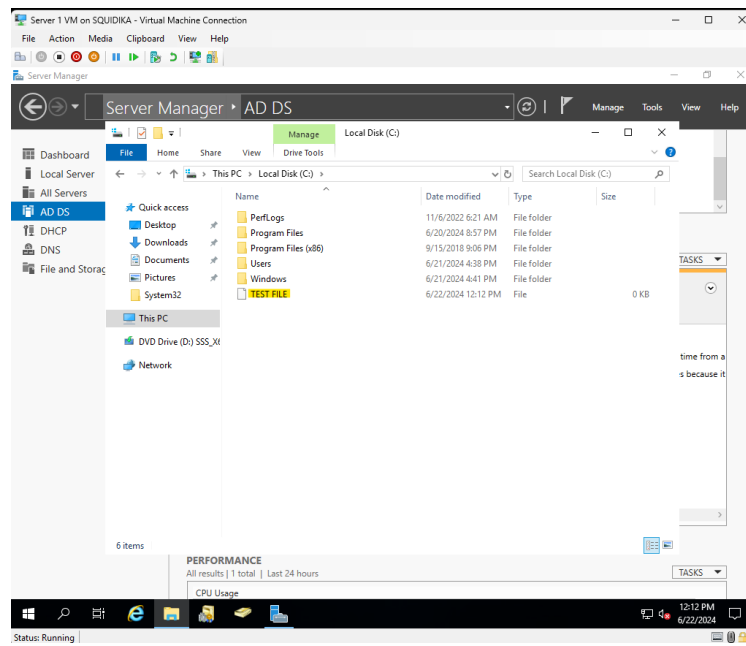 Server 1 VM on SQUIDIKA - Virtual Machine Connection
File Action Media Clipboard View Help
Server Manager
Server Manager AD DS
Manage Tools View Help
Manage Local Disk (C:)
File Home Share View Drive Tools
This PC Local Disk (C:)
Search Local Disk (C:)
Dashboard
Local Server
All Servers
AD DS
DHCP
DNS
File and Storag
Quick access
Desktop
Downloads
Documents
Pictures
System32
This PC
DVD Drive (D:) SSS_X6
Network
Name Date modified Type Size
PerfLogs 11/6/2022 6:21 AM File folder
Program Files 6/20/2024 8:57 PM File folder
Program Files (x86) 9/15/2018 9:06 PM File folder
Users 6/21/2024 4:38 PM File folder
Windows 6/21/2024 4:41 PM File folder
TEST FILE 6/22/2024 12:12 PM File 0 KB
TASKS
time from a
s because it
6 items
PERFORMANCE
All results | 1 total | Last 24 hours
TASKS
CPU Usage
12:12 PM
6/22/2024
Status: Running